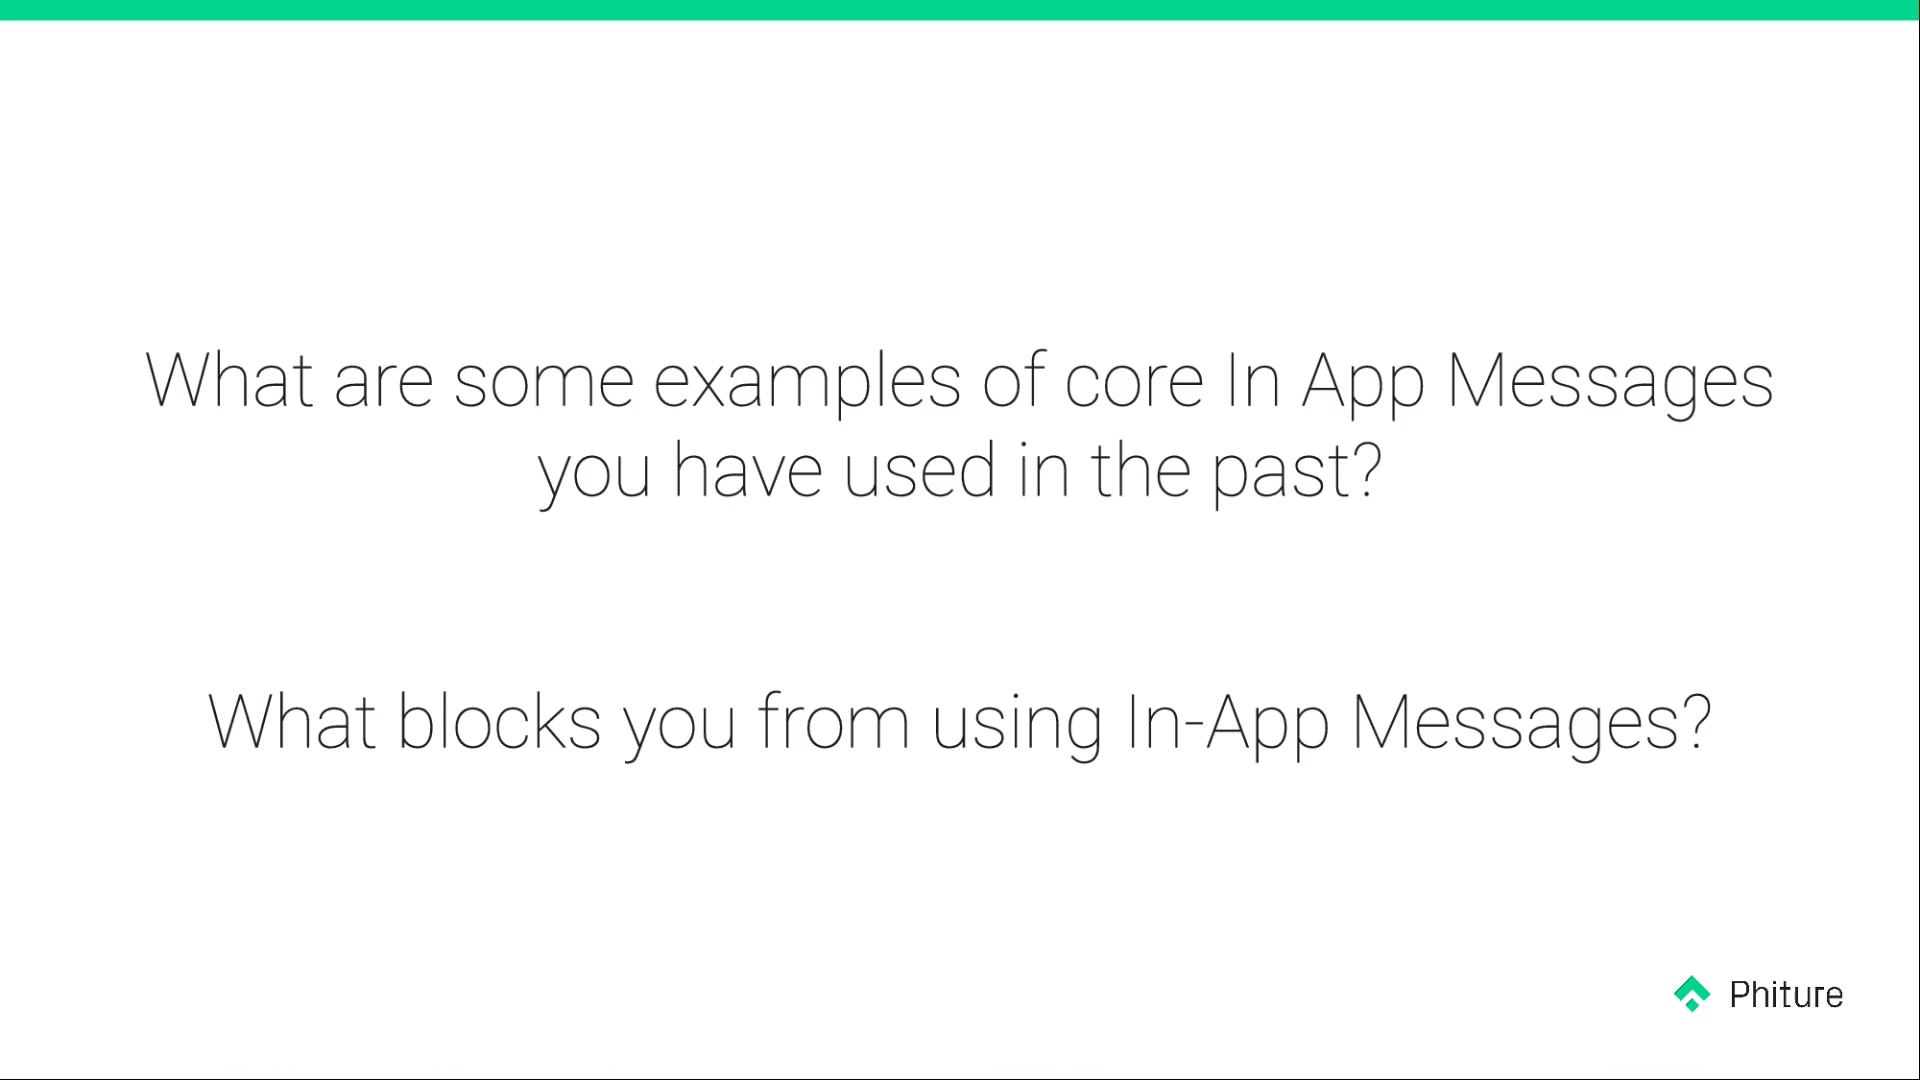 What are some examples of core In App Messages
you have used in the past?
What blocks you from using In-App Messages?
Phiture